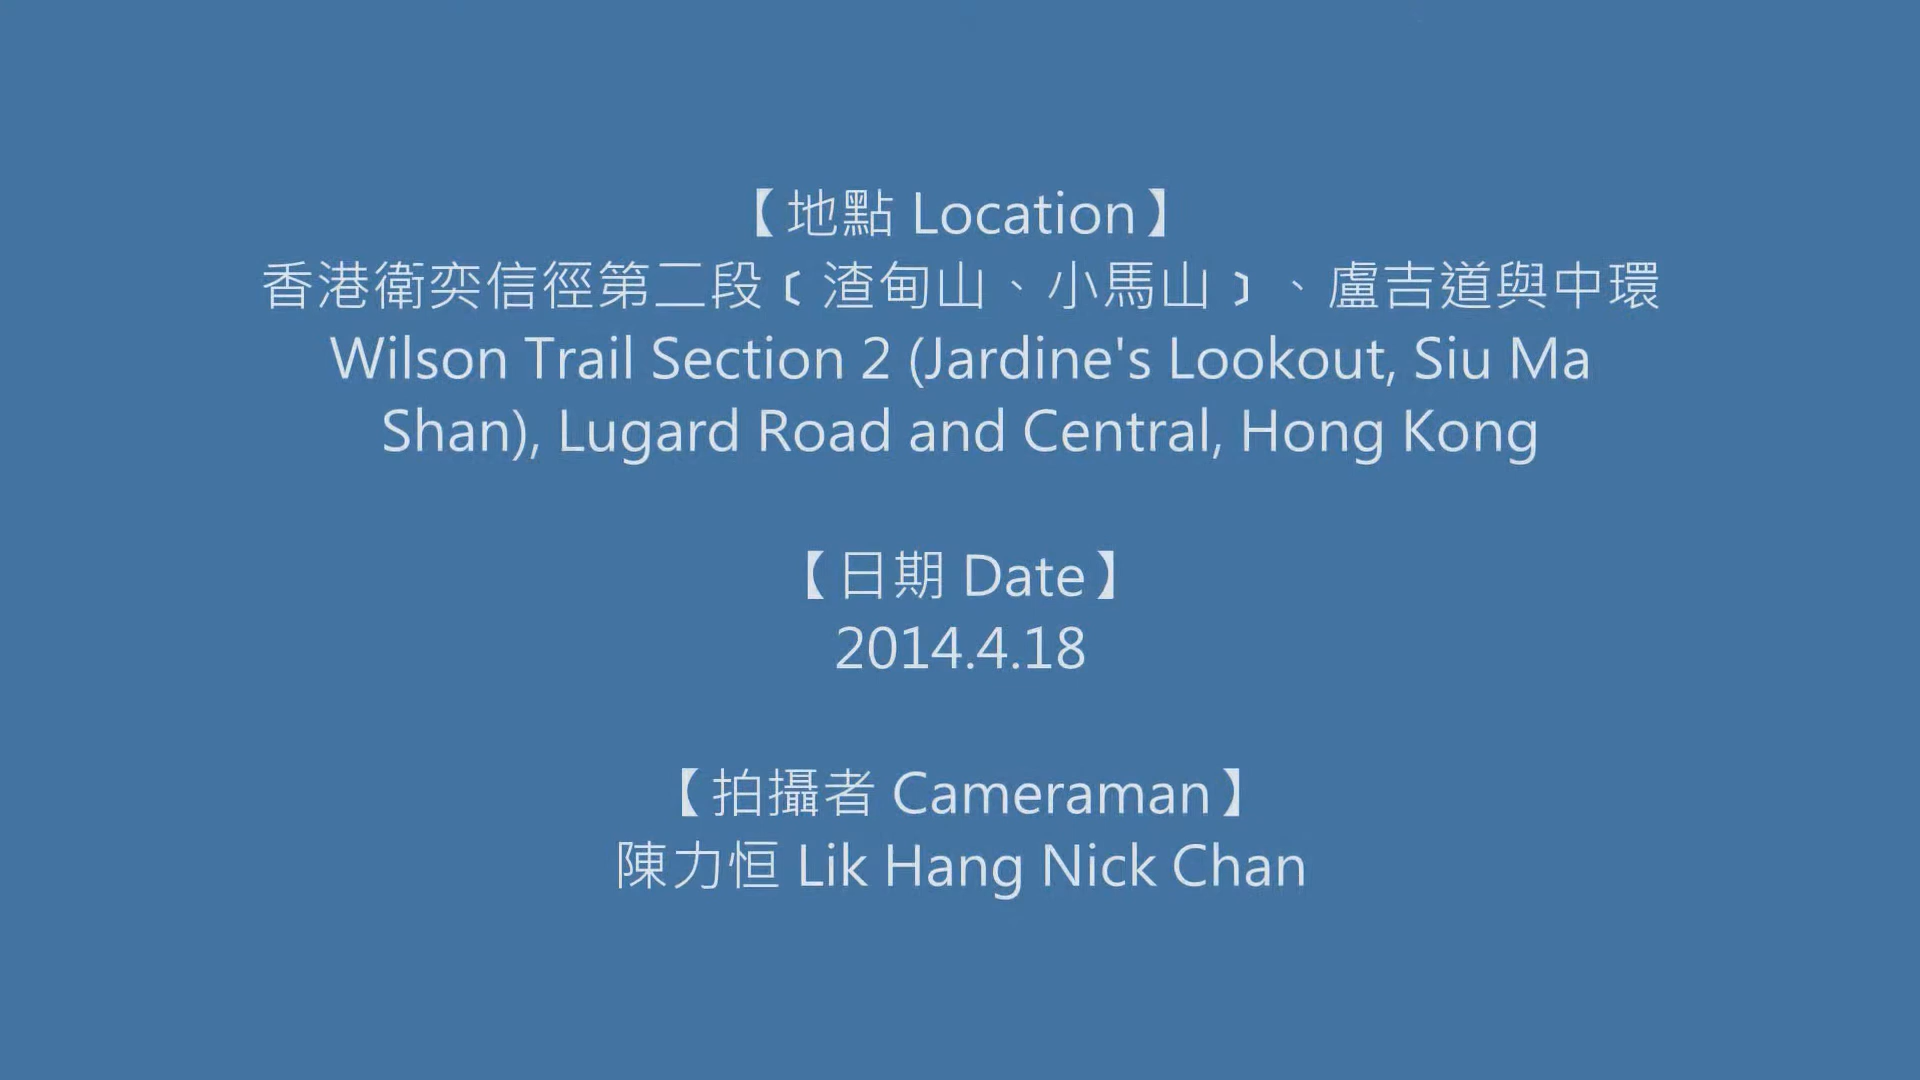 【地點 Location】
香港衛奕信徑第二段﹝渣甸山、小馬山﹞、盧吉道與中環
Wilson Trail Section 2 (Jardine's Lookout, Siu Ma
Shan), Lugard Road and Central, Hong Kong
【日期 Date】
2014.4.18
【拍攝者 Cameraman】
陳力恒 Lik Hang Nick Chan